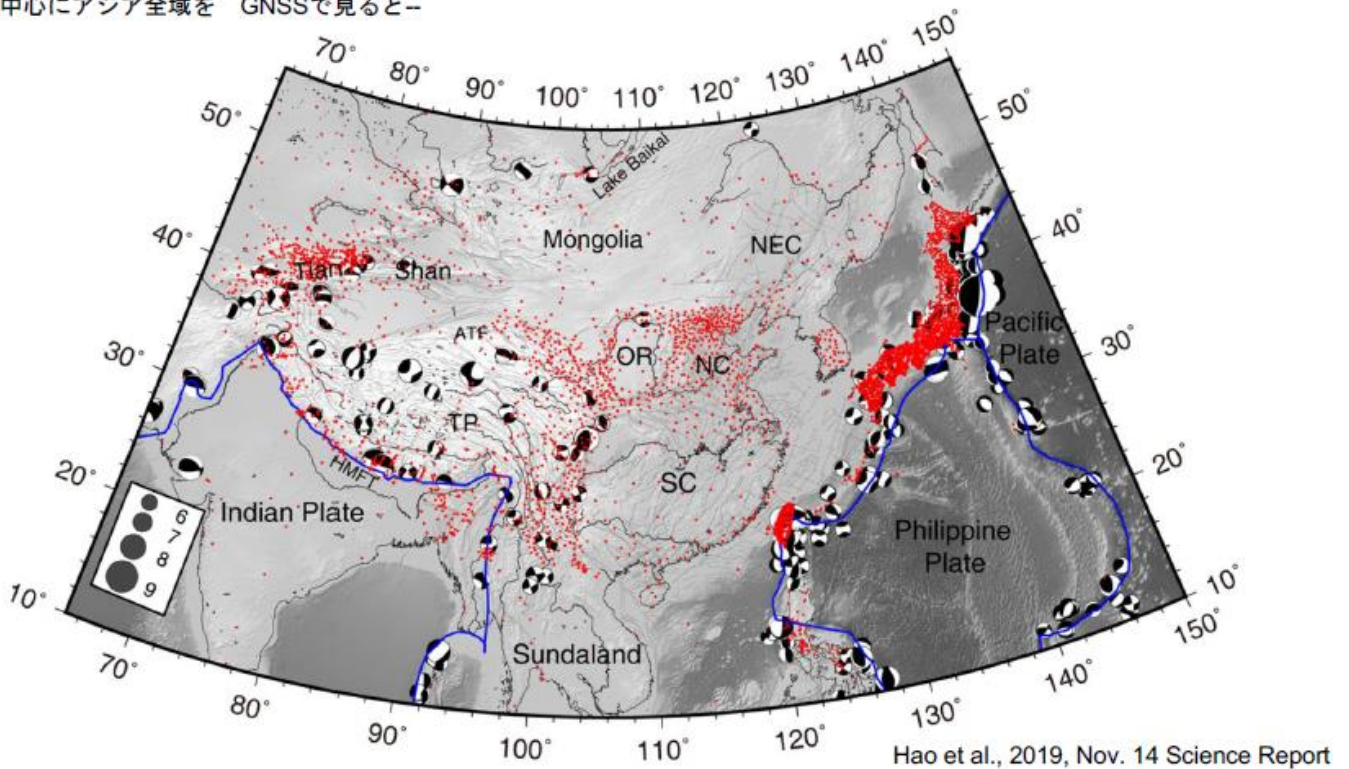 中心にアジア全域を　GNSSで見ると--
70° 80° 90° 100° 110° 120° 130° 140° 150°
50° 50°
Lake Baikal
40° Mongolia NEC 40°
Tian Shan
Pacific
Plate
30° ATF OR NC 30°
TP
HMFT
20° SC 20°
Indian Plate
Philippine
Plate
6
7
8
9
10° 10°
Sundaland
70° 80° 90° 100° 110° 120° 130° 140° 150°
Hao et al., 2019, Nov. 14 Science Report